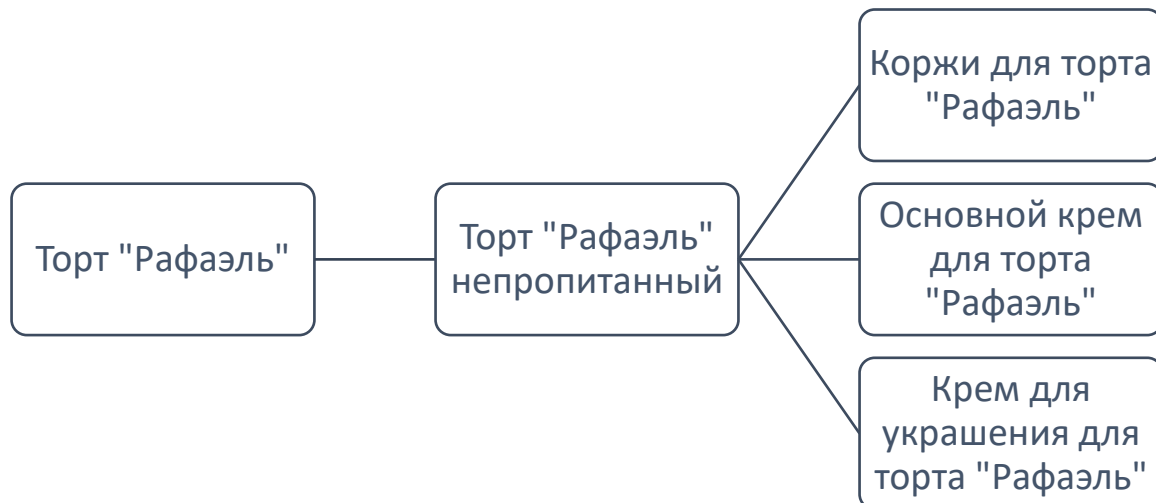 Торт "Рафаэль"
Торт "Рафаэль"
непропитанный
Коржи для торта
"Рафаэль"
Основной крем
для торта
"Рафаэль"
Крем для
украшения для
торта "Рафаэль"